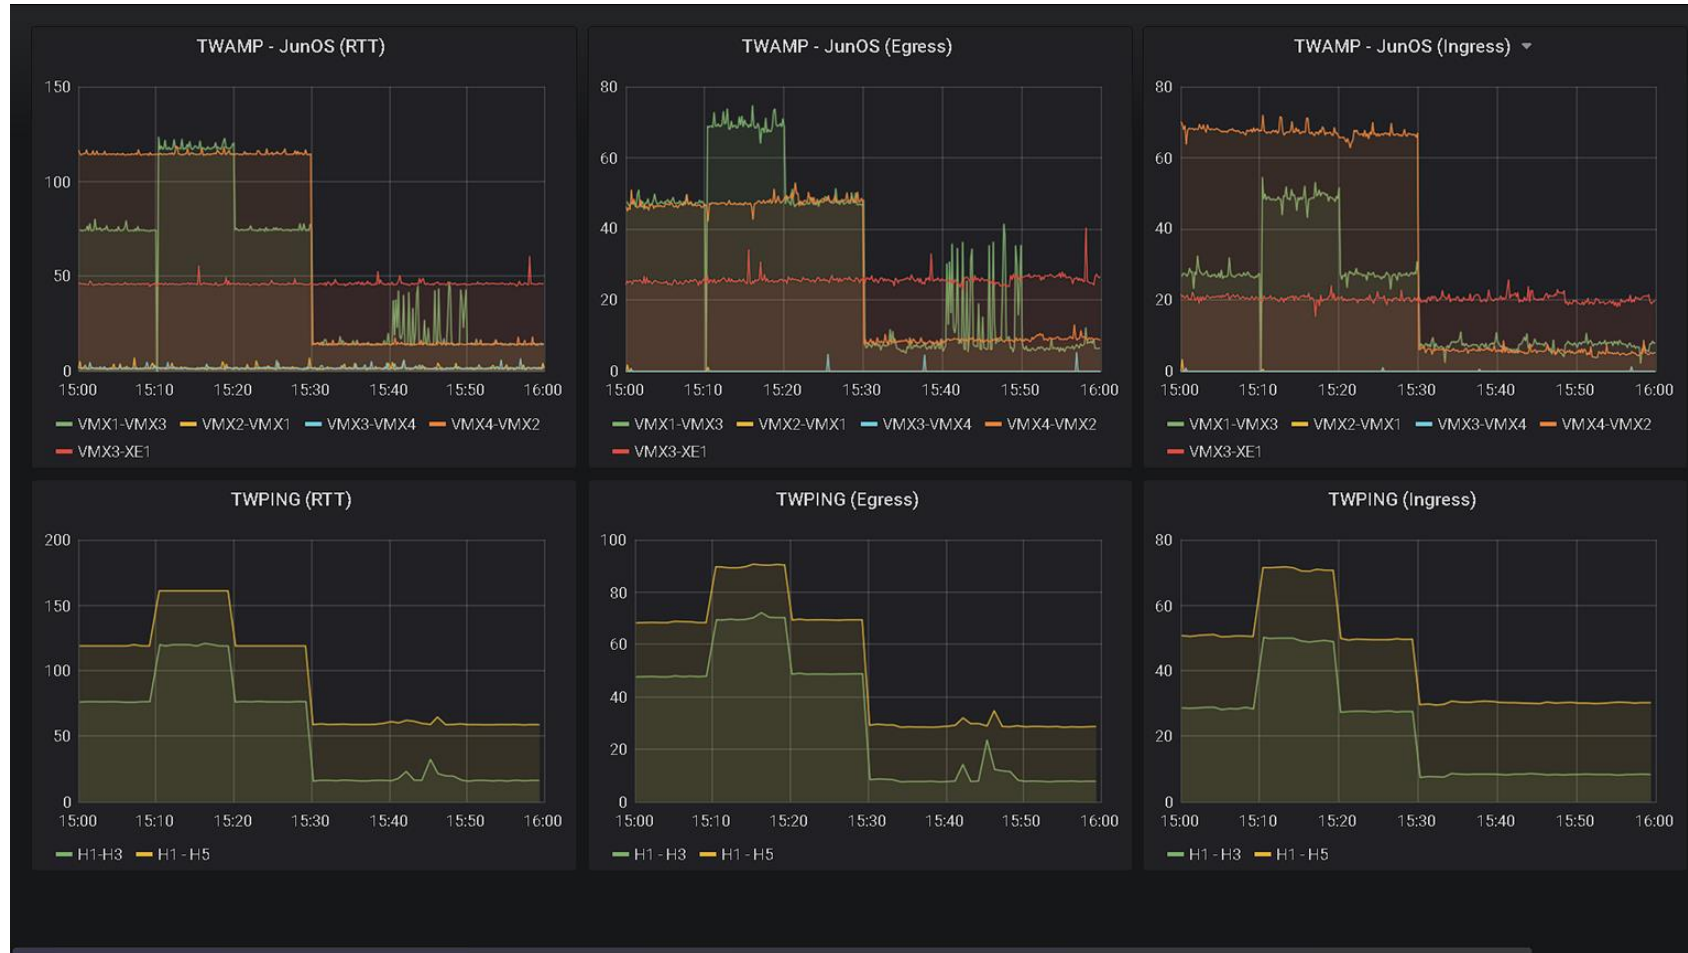 TWAMP - JunOS (RTT)
150
100
50
0
15:00 15:10 15:20 15:30 15:40 15:50 16:00
VMX1-VMX3 VMX2-VMX1 VMX3-VMX4 VMX4-VMX2
VMX3-XE1
TWAMP - JunOS (Egress)
80
60
40
20
0
15:00 15:10 15:20 15:30 15:40 15:50 16:00
VMX1-VMX3 VMX2-VMX1 VMX3-VMX4 VMX4-VMX2
VMX3-XE1
TWAMP - JunOS (Ingress)
80
60
40
20
0
15:00 15:10 15:20 15:30 15:40 15:50 16:00
VMX1-VMX3 VMX2-VMX1 VMX3-VMX4 VMX4-VMX2
VMX3-XE1
TWPING (RTT)
200
150
100
50
0
15:00 15:10 15:20 15:30 15:40 15:50 16:00
H1-H3 H1 - H5
TWPING (Egress)
100
80
60
40
20
0
15:00 15:10 15:20 15:30 15:40 15:50 16:00
H1 - H3 H1 - H5
TWPING (Ingress)
80
60
40
20
0
15:00 15:10 15:20 15:30 15:40 15:50 16:00
H1 - H3 H1 - H5